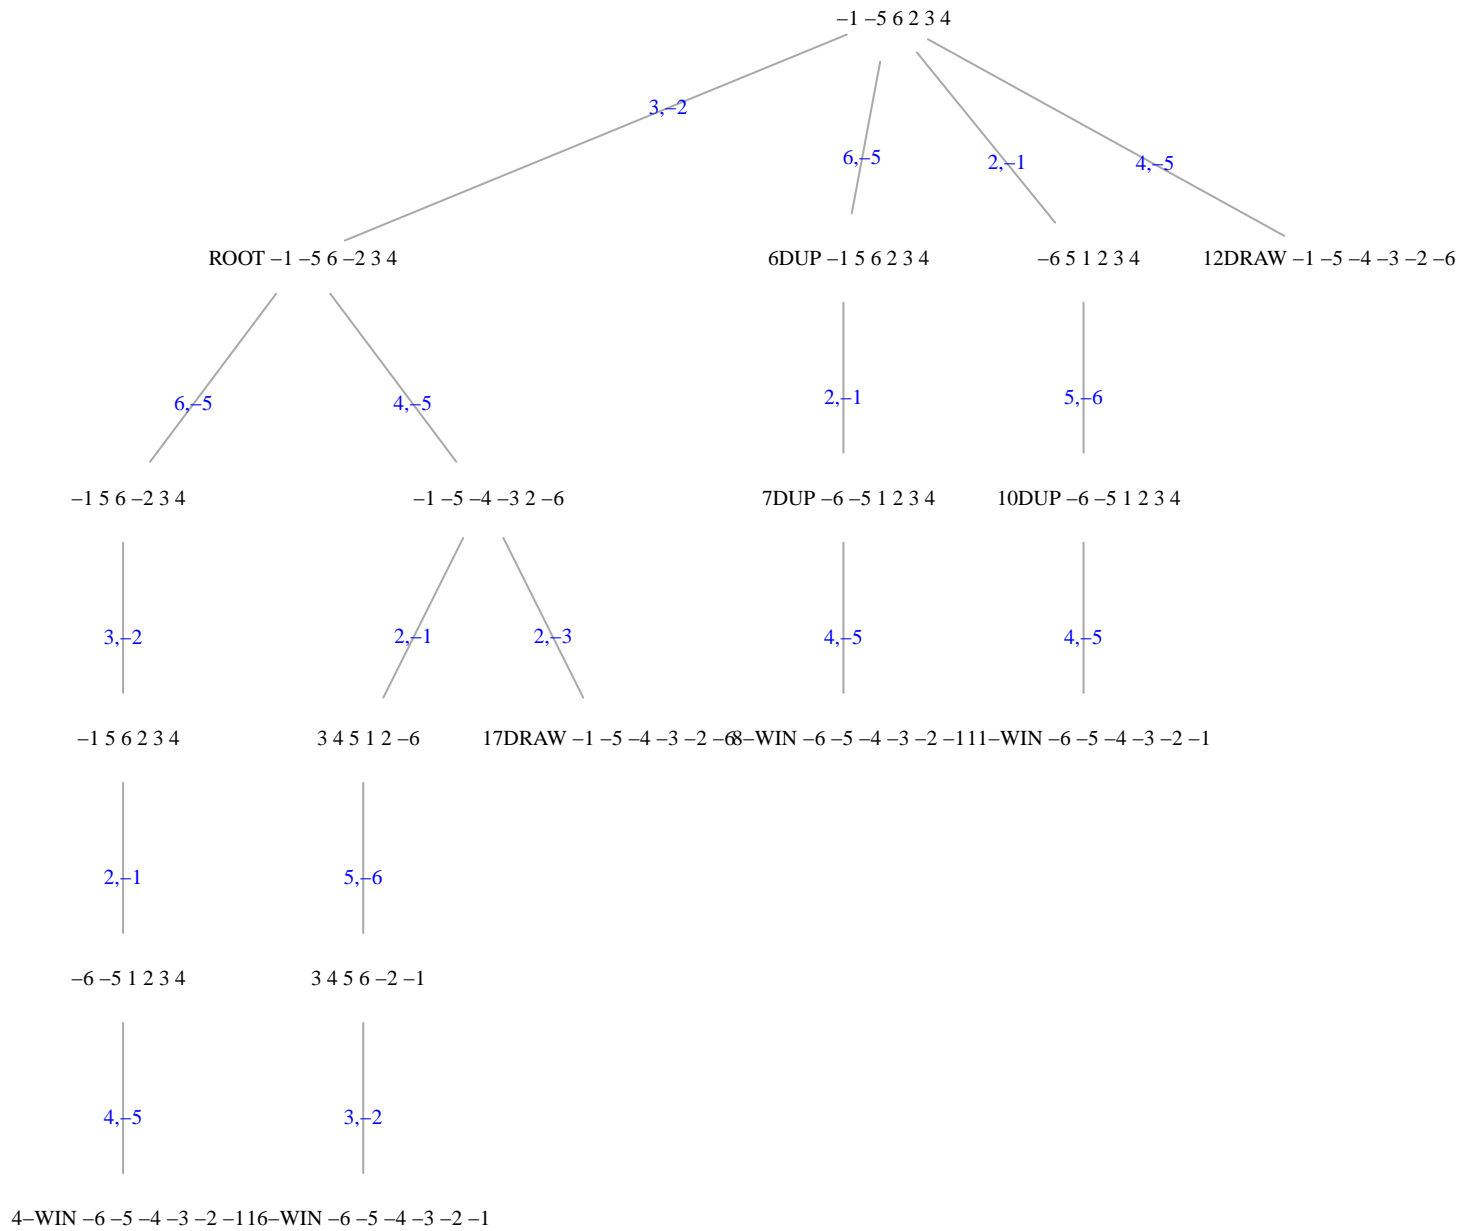 −1 −5 6 2 3 4
3,−2
6,−5
2,−1
4,−5
ROOT −1 −5 6 −2 3 4
6DUP −1 5 6 2 3 4
−6 5 1 2 3 4
12DRAW −1 −5 −4 −3 −2 −6
6,−5
4,−5
2,−1
5,−6
−1 5 6 −2 3 4
−1 −5 −4 −3 2 −6
7DUP −6 −5 1 2 3 4
10DUP −6 −5 1 2 3 4
3,−2
2,−1
2,−3
4,−5
4,−5
−1 5 6 2 3 4
3 4 5 1 2 −6
17DRAW −1 −5 −4 −3 −2 −6
8−WIN −6 −5 −4 −3 −2 −1
11−WIN −6 −5 −4 −3 −2 −1
2,−1
5,−6
−6 −5 1 2 3 4
3 4 5 6 −2 −1
4,−5
3,−2
4−WIN −6 −5 −4 −3 −2 −1
16−WIN −6 −5 −4 −3 −2 −1